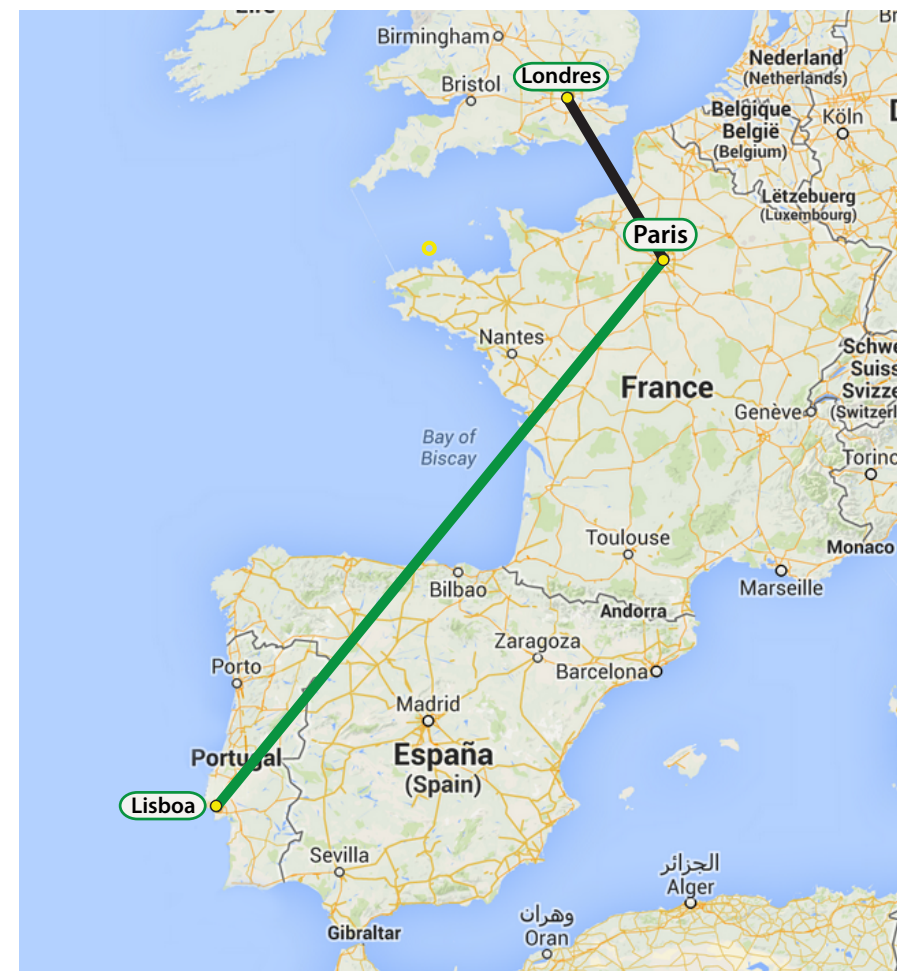 Birmingham
Bristol
Londres
Nederland
(Netherlands)
Belgique
België
(Belgium)
Köln
Lëtzebuerg
(Luxembourg)
Paris
Nantes
France
Genève
(Switzerl
Schwe
Suiss
Svizze
Torino
Bay of
Biscay
Toulouse
Monaco
Marseille
Bilbao
Andorra
Zaragoza
Barcelona
Porto
Madrid
Portugal
España
(Spain)
Lisboa
Sevilla
الجزائر
Alger
وهران
Oran
Gibraltar